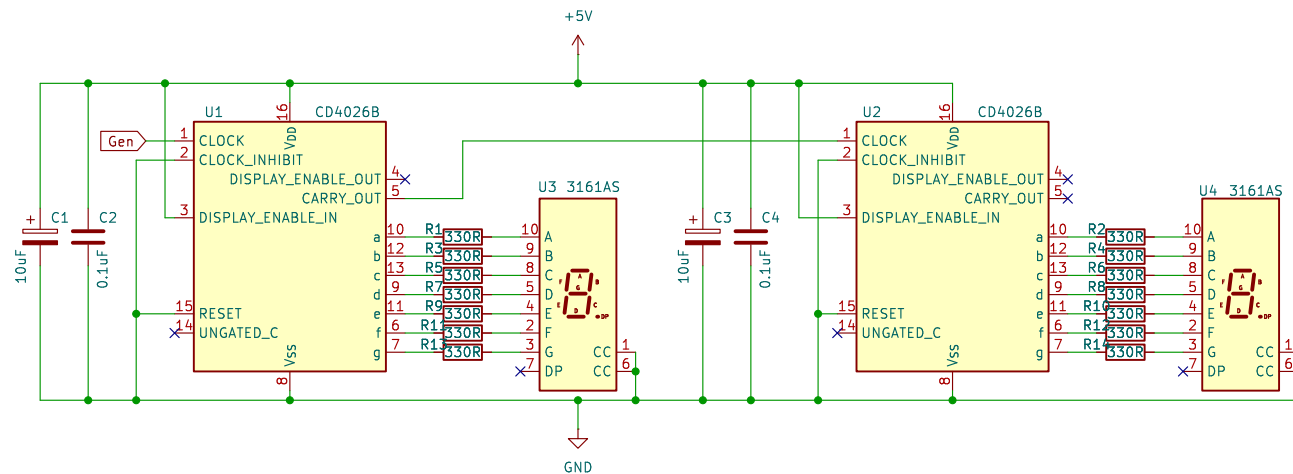 +5V
U1 CD4026B
16
VDD
Gen
1 CLOCK
2 CLOCK_INHIBIT
DISPLAY_ENABLE_OUT 4
CARRY_OUT 5
3 DISPLAY_ENABLE_IN
a 10
b 12
c 13
d 9
e 11
f 6
g 7
15 RESET
14 UNGATED_C
Vss
8
+ C1
10uF
C2
0.1uF
R1 330R
R3 330R
R5 330R
R7 330R
R9 330R
R11 330R
R13 330R
U3 3161AS
10 A
9 B
8 C
5 D
4 E
2 F
3 G
7 DP
CC 1
CC 6
A
F B
G
E C
D
DP
+ C3
10uF
C4
0.1uF
U2 CD4026B
16
VDD
1 CLOCK
2 CLOCK_INHIBIT
DISPLAY_ENABLE_OUT 4
CARRY_OUT 5
3 DISPLAY_ENABLE_IN
a 10
b 12
c 13
d 9
e 11
f 6
g 7
15 RESET
14 UNGATED_C
Vss
8
R2 330R
R4 330R
R6 330R
R8 330R
R10 330R
R12 330R
R14 330R
U4 3161AS
10 A
9 B
8 C
5 D
4 E
2 F
3 G
7 DP
CC 1
CC 6
A
F B
G
E C
D
DP
GND